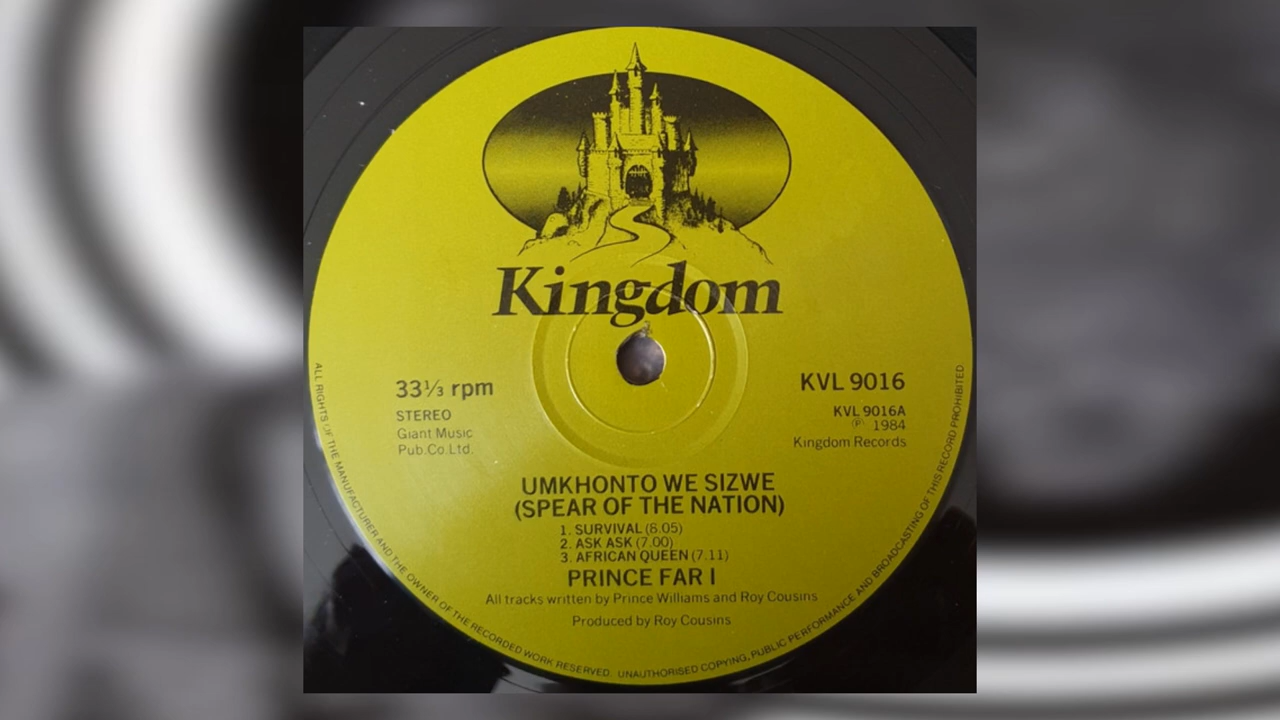 Kingdom
33⅓ rpm
STEREO
Giant Music
Pub.Co.Ltd.
KVL 9016
KVL 9016A
℗ 1984
Kingdom Records
UMKHONTO WE SIZWE
(SPEAR OF THE NATION)
1. SURVIVAL (8.05)
2. ASK ASK (7.00)
3. AFRICAN QUEEN (7.11)
PRINCE FAR I
All tracks written by Prince Williams and Roy Cousins
Produced by Roy Cousins
ALL RIGHTS OF THE MANUFACTURER AND THE OWNER OF THE RECORDED WORK RESERVED. UNAUTHORISED COPYING, PUBLIC PERFORMANCE AND BROADCASTING OF THIS RECORD PROHIBITED